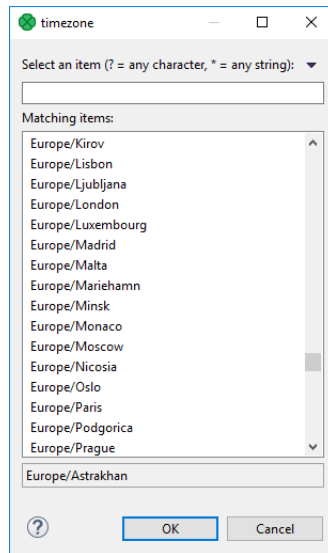 timezone
Select an item (? = any character, * = any string):
Matching items:
Europe/Kirov
Europe/Lisbon
Europe/Ljubljana
Europe/London
Europe/Luxembourg
Europe/Madrid
Europe/Malta
Europe/Mariehamn
Europe/Minsk
Europe/Monaco
Europe/Moscow
Europe/Nicosia
Europe/Oslo
Europe/Paris
Europe/Podgorica
Europe/Prague
Europe/Astrakhan
? OK Cancel